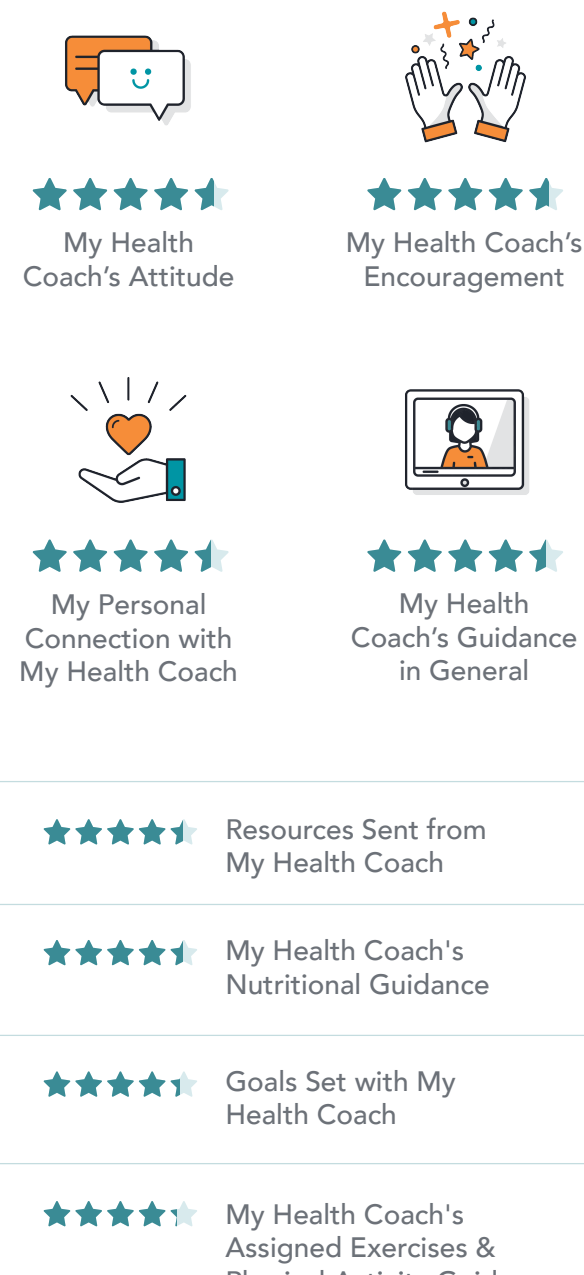 My Health
Coach’s Attitude
My Health Coach’s
Encouragement
My Personal
Connection with
My Health Coach
My Health
Coach’s Guidance
in General
Resources Sent from
My Health Coach
My Health Coach's
Nutritional Guidance
Goals Set with My
Health Coach
My Health Coach's
Assigned Exercises &
Physical Activity